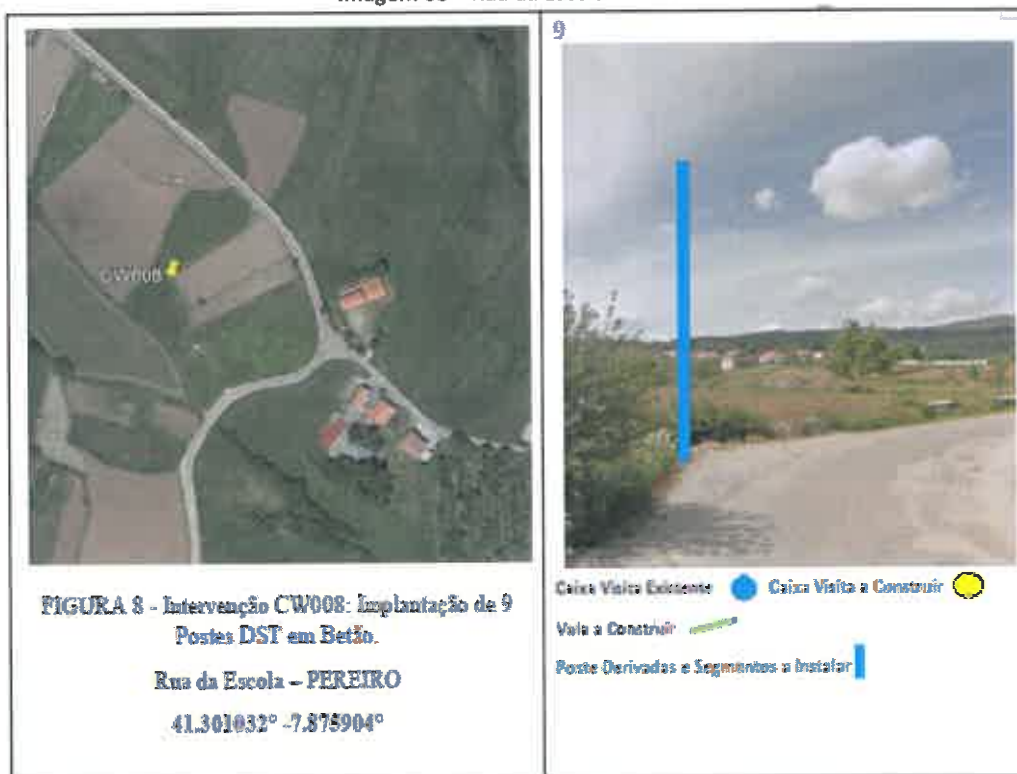 CW008
FIGURA 8 - Intervenção CW008: Implantação de 9
Postes DST em Betão.
Rua da Escola – PEREIRO
41.301032° -7.875904°
9
Caixa Visita Existente
Caixa Visita a Construir
Vala a Construir
Poste Derivadas e Segmentos a Instalar